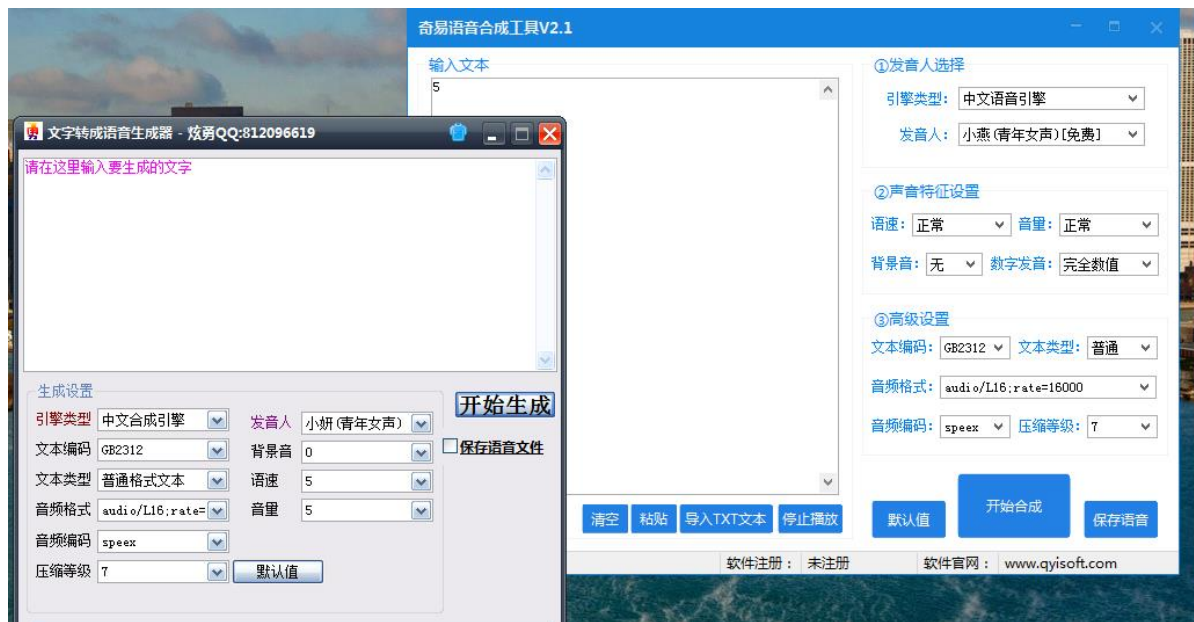 奇易语音合成工具V2.1
输入文本
5
①发音人选择
引擎类型： 中文语音引擎
发音人： 小燕(青年女声)[免费]
②声音特征设置
语速： 正常 音量： 正常
背景音： 无 数字发音： 完全数值
③高级设置
文本编码： GB2312 文本类型： 普通
音频格式： audio/L16;rate=16000
音频编码： speex 压缩等级： 7
清空 粘贴 导入TXT文本 停止播放 默认值 开始合成 保存语音
软件注册： 未注册 软件官网： www.qyisoft.com
文字转成语音生成器 - 炫勇QQ:812096619
请在这里输入要生成的文字
生成设置
引擎类型 中文合成引擎 发音人 小妍(青年女声)
开始生成
文本编码 GB2312 背景音 0
保存语音文件
文本类型 普通格式文本 语速 5
音频格式 audio/L16;rate= 音量 5
音频编码 speex
压缩等级 7 默认值